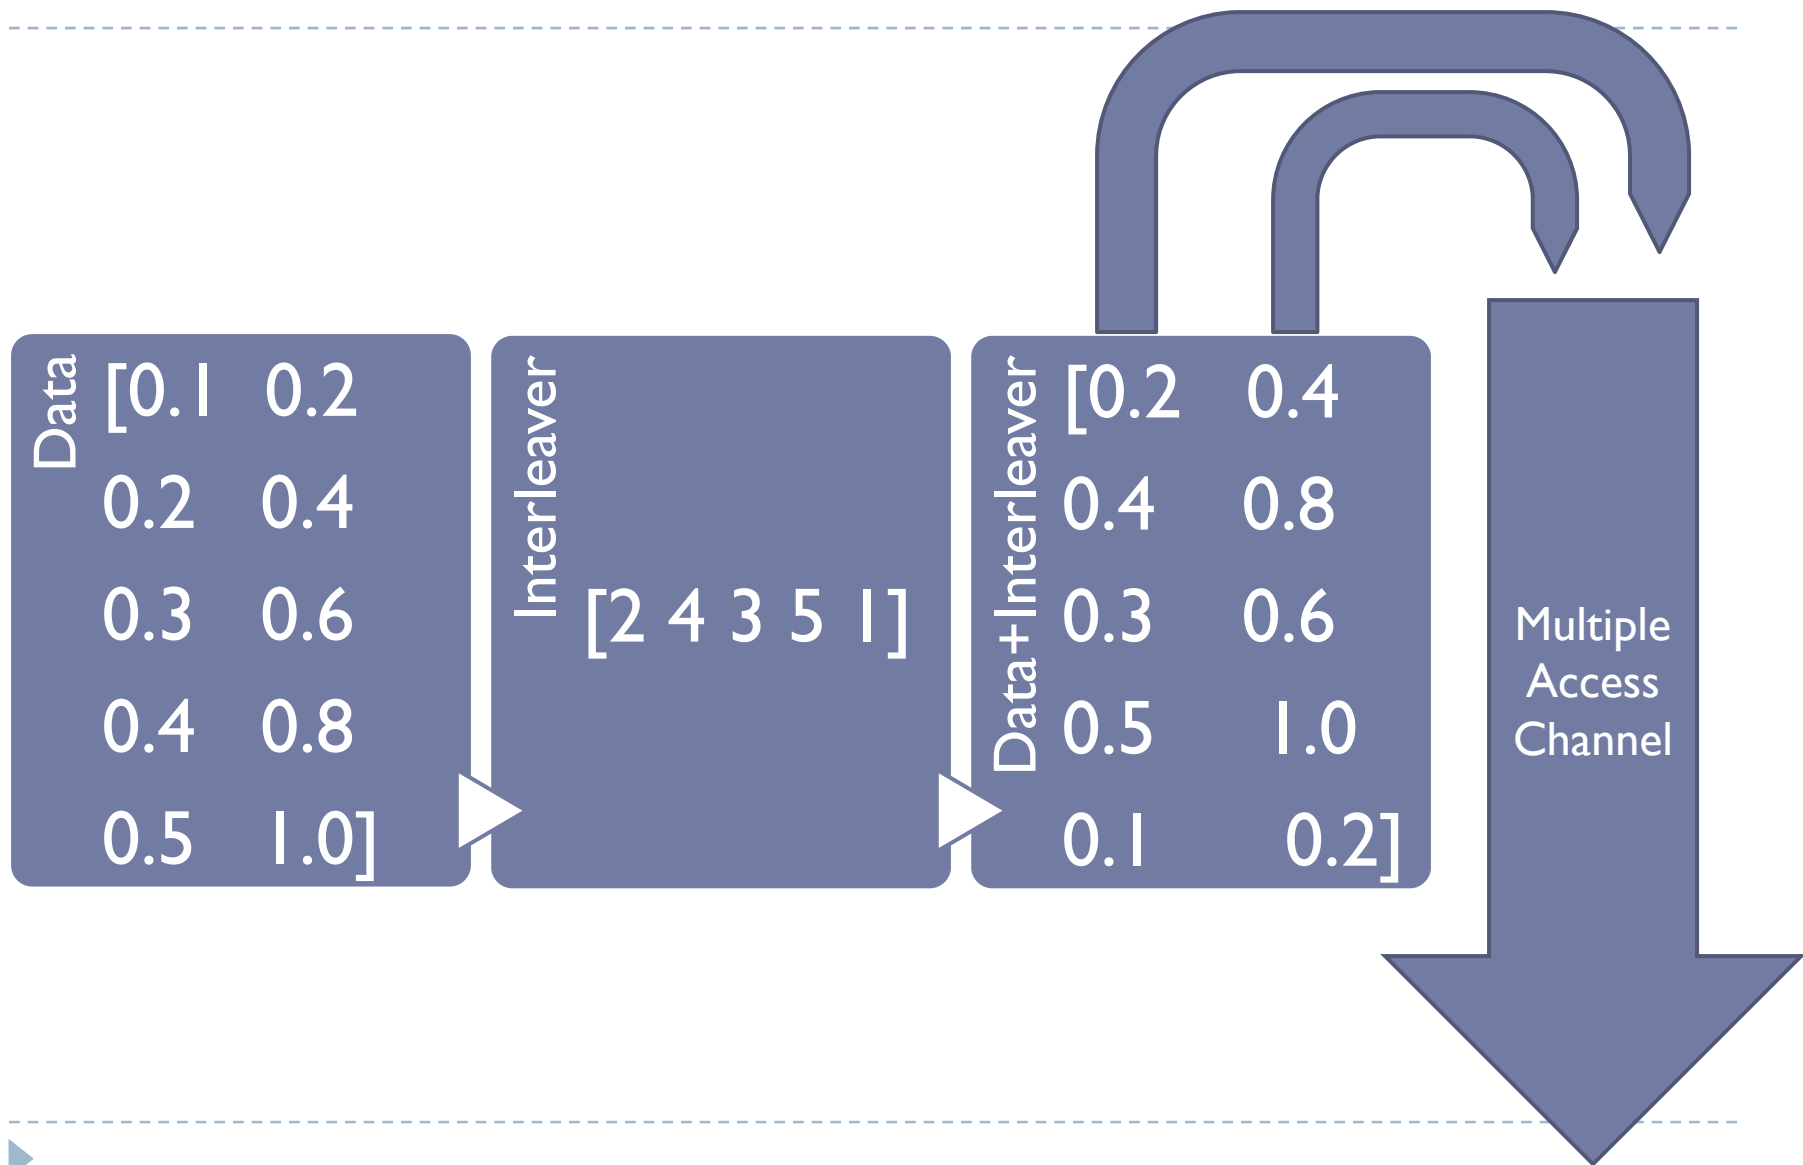 Data
[0.1 0.2
0.2 0.4
0.3 0.6
0.4 0.8
0.5 1.0]
Interleaver
[2 4 3 5 1]
Data+Interleaver
[0.2 0.4
0.4 0.8
0.3 0.6
0.5 1.0
0.1 0.2]
Multiple
Access
Channel